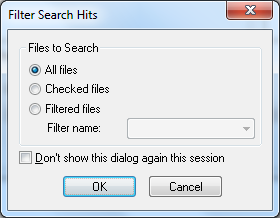 Filter Search Hits
Files to Search
All files
Checked files
Filtered files
Filter name:
Don't show this dialog again this session
OK
Cancel